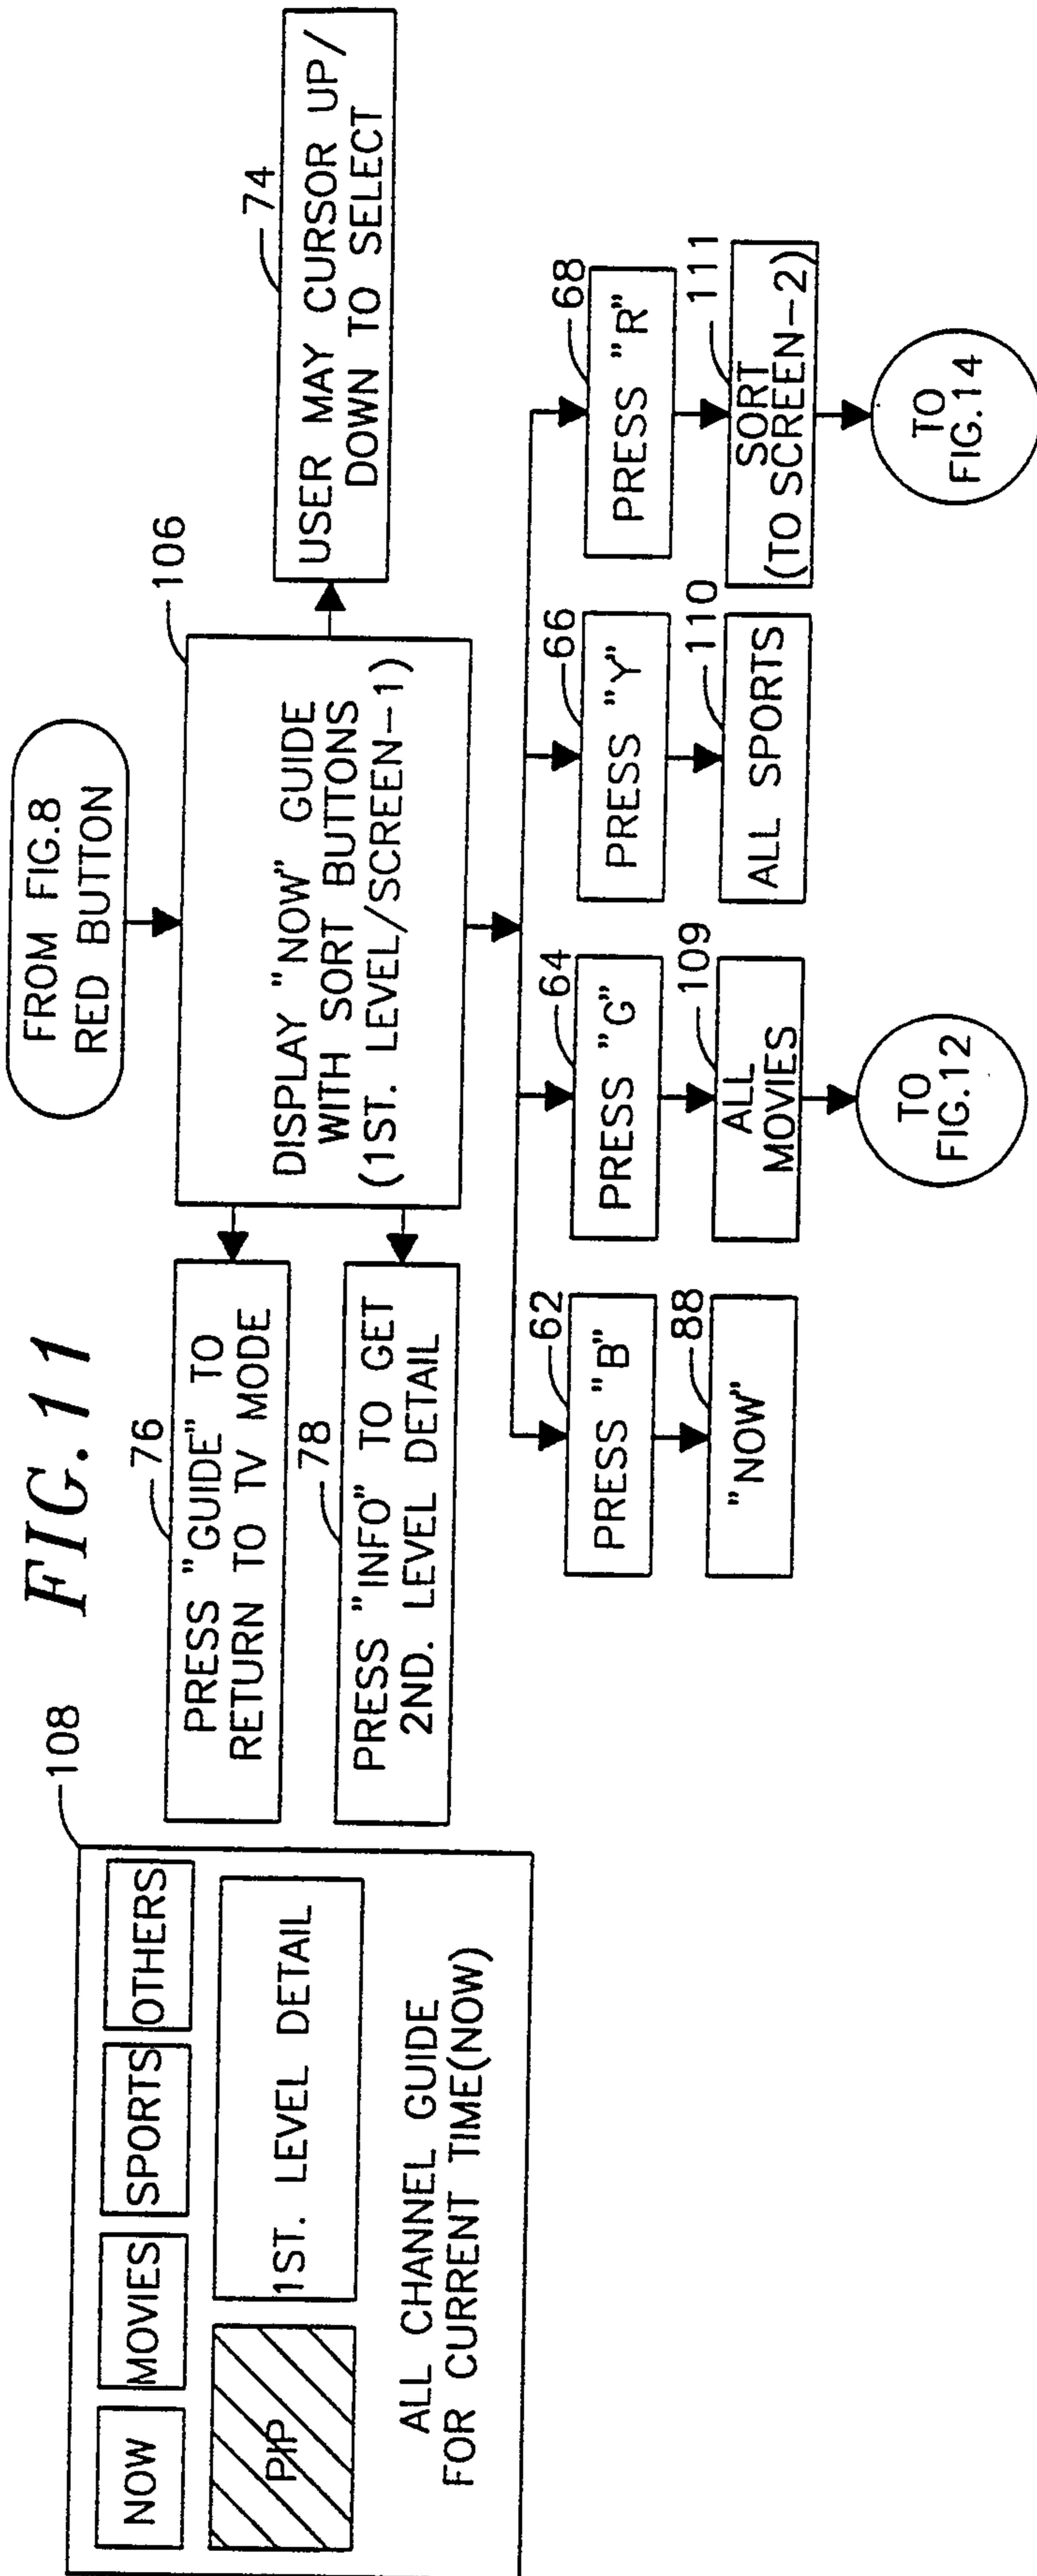 FIG.11
108
NOW
MOVIES
SPORTS
OTHERS
PIP
1ST. LEVEL DETAIL
ALL CHANNEL GUIDE
FOR CURRENT TIME(NOW)
FROM FIG.8
RED BUTTON
106
DISPLAY "NOW" GUIDE
WITH SORT BUTTONS
(1ST. LEVEL/SCREEN-1)
76
PRESS "GUIDE" TO
RETURN TO TV MODE
78
PRESS "INFO" TO GET
2ND. LEVEL DETAIL
74
USER MAY CURSOR UP/
DOWN TO SELECT
62
PRESS "B"
88
"NOW"
64
PRESS "G"
109
ALL
MOVIES
TO
FIG.12
66
PRESS "Y"
110
ALL SPORTS
68
PRESS "R"
111
SORT
(TO SCREEN-2)
TO
FIG.14